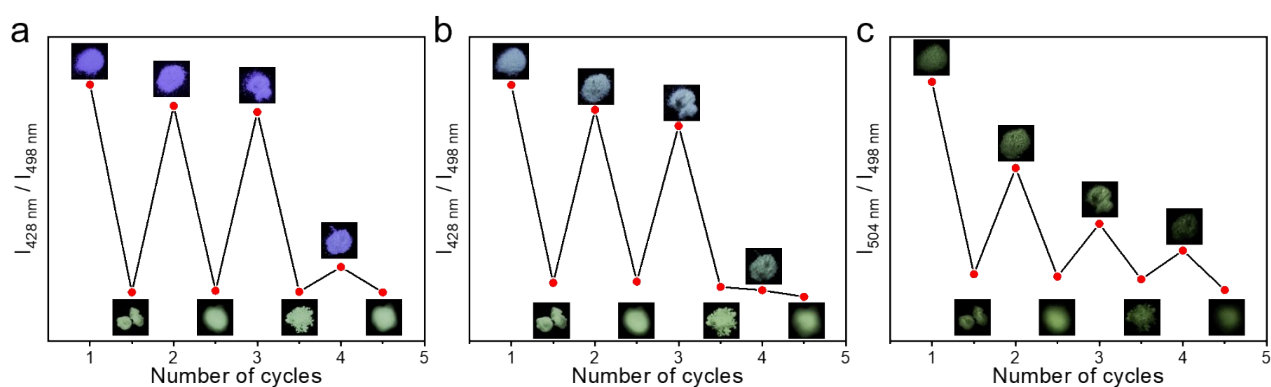 a
I428 nm / I498 nm
1 2 3 4 5
Number of cycles
b
I428 nm / I498 nm
1 2 3 4 5
Number of cycles
c
I504 nm / I498 nm
1 2 3 4 5
Number of cycles